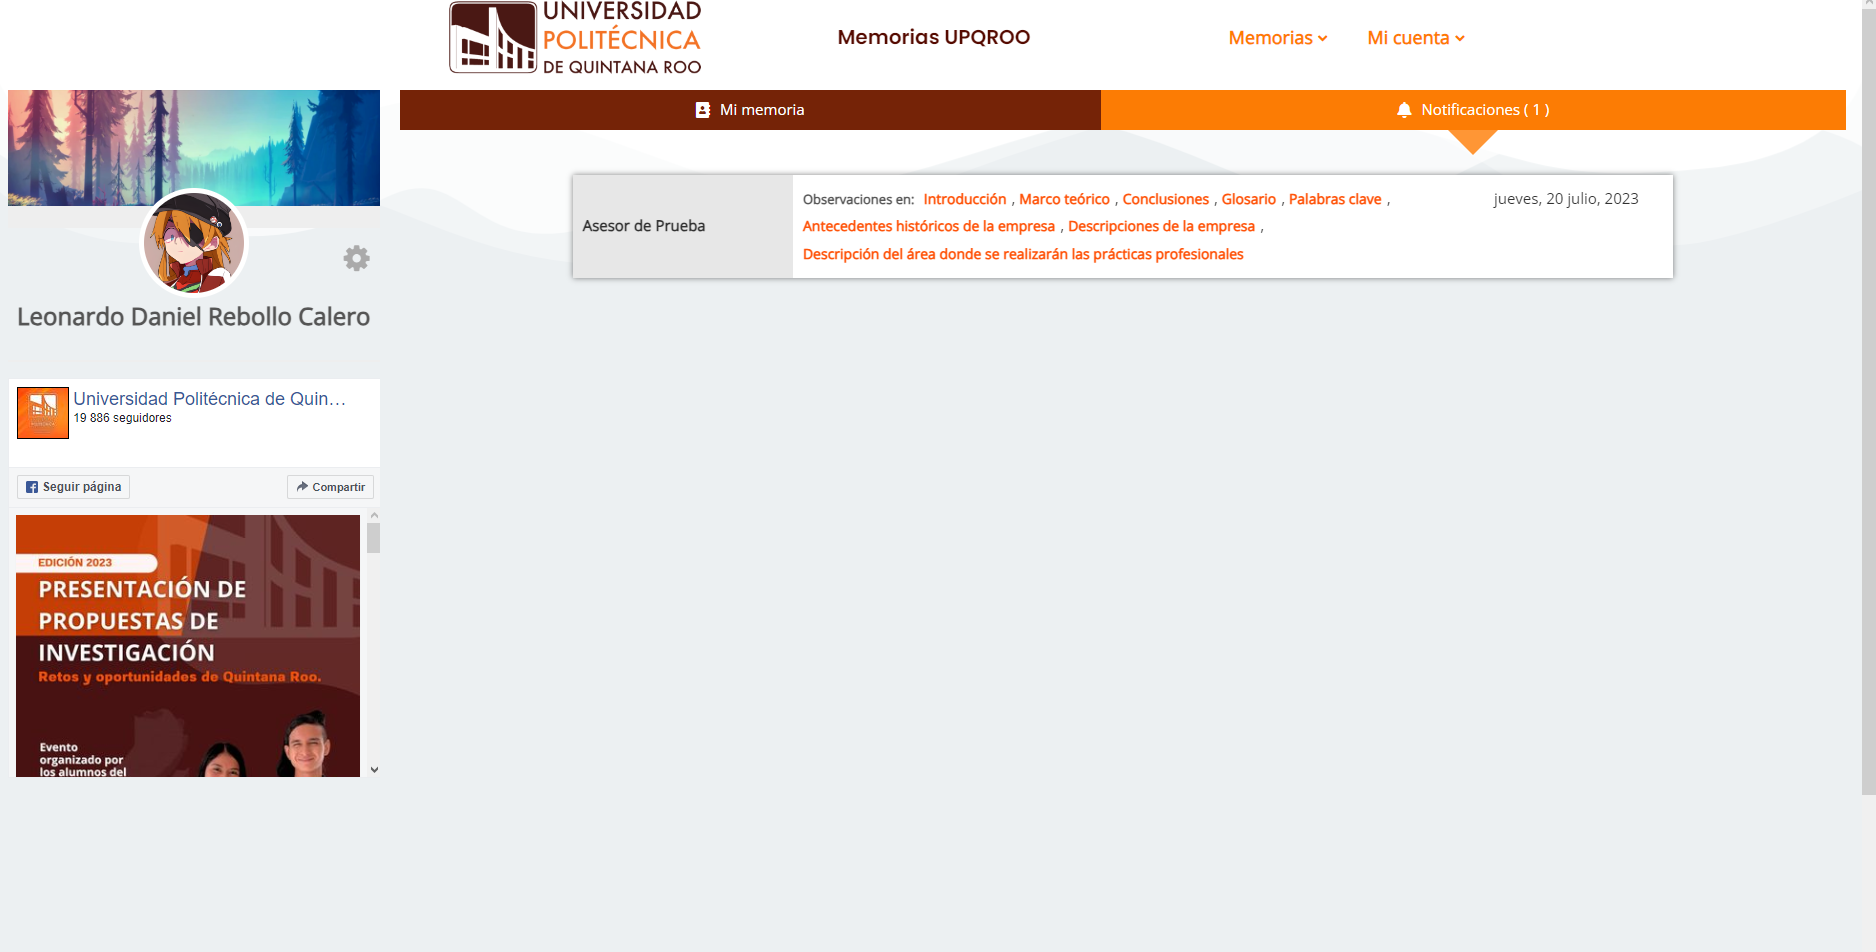 UNIVERSIDAD
POLITÉCNICA
DE QUINTANA ROO
Memorias UPQROO
Memorias
Mi cuenta
Mi memoria
Notificaciones ( 1 )
Leonardo Daniel Rebollo Calero
Universidad Politécnica de Quin…
19 886 seguidores
Seguir página
Compartir
EDICIÓN 2023
PRESENTACIÓN DE
PROPUESTAS DE
INVESTIGACIÓN
Retos y oportunidades de Quintana Roo.
Evento
organizado por
los alumnos del
Asesor de Prueba
Observaciones en: Introducción , Marco teórico , Conclusiones , Glosario , Palabras clave ,
Antecedentes históricos de la empresa , Descripciones de la empresa ,
Descripción del área donde se realizarán las prácticas profesionales
jueves, 20 julio, 2023